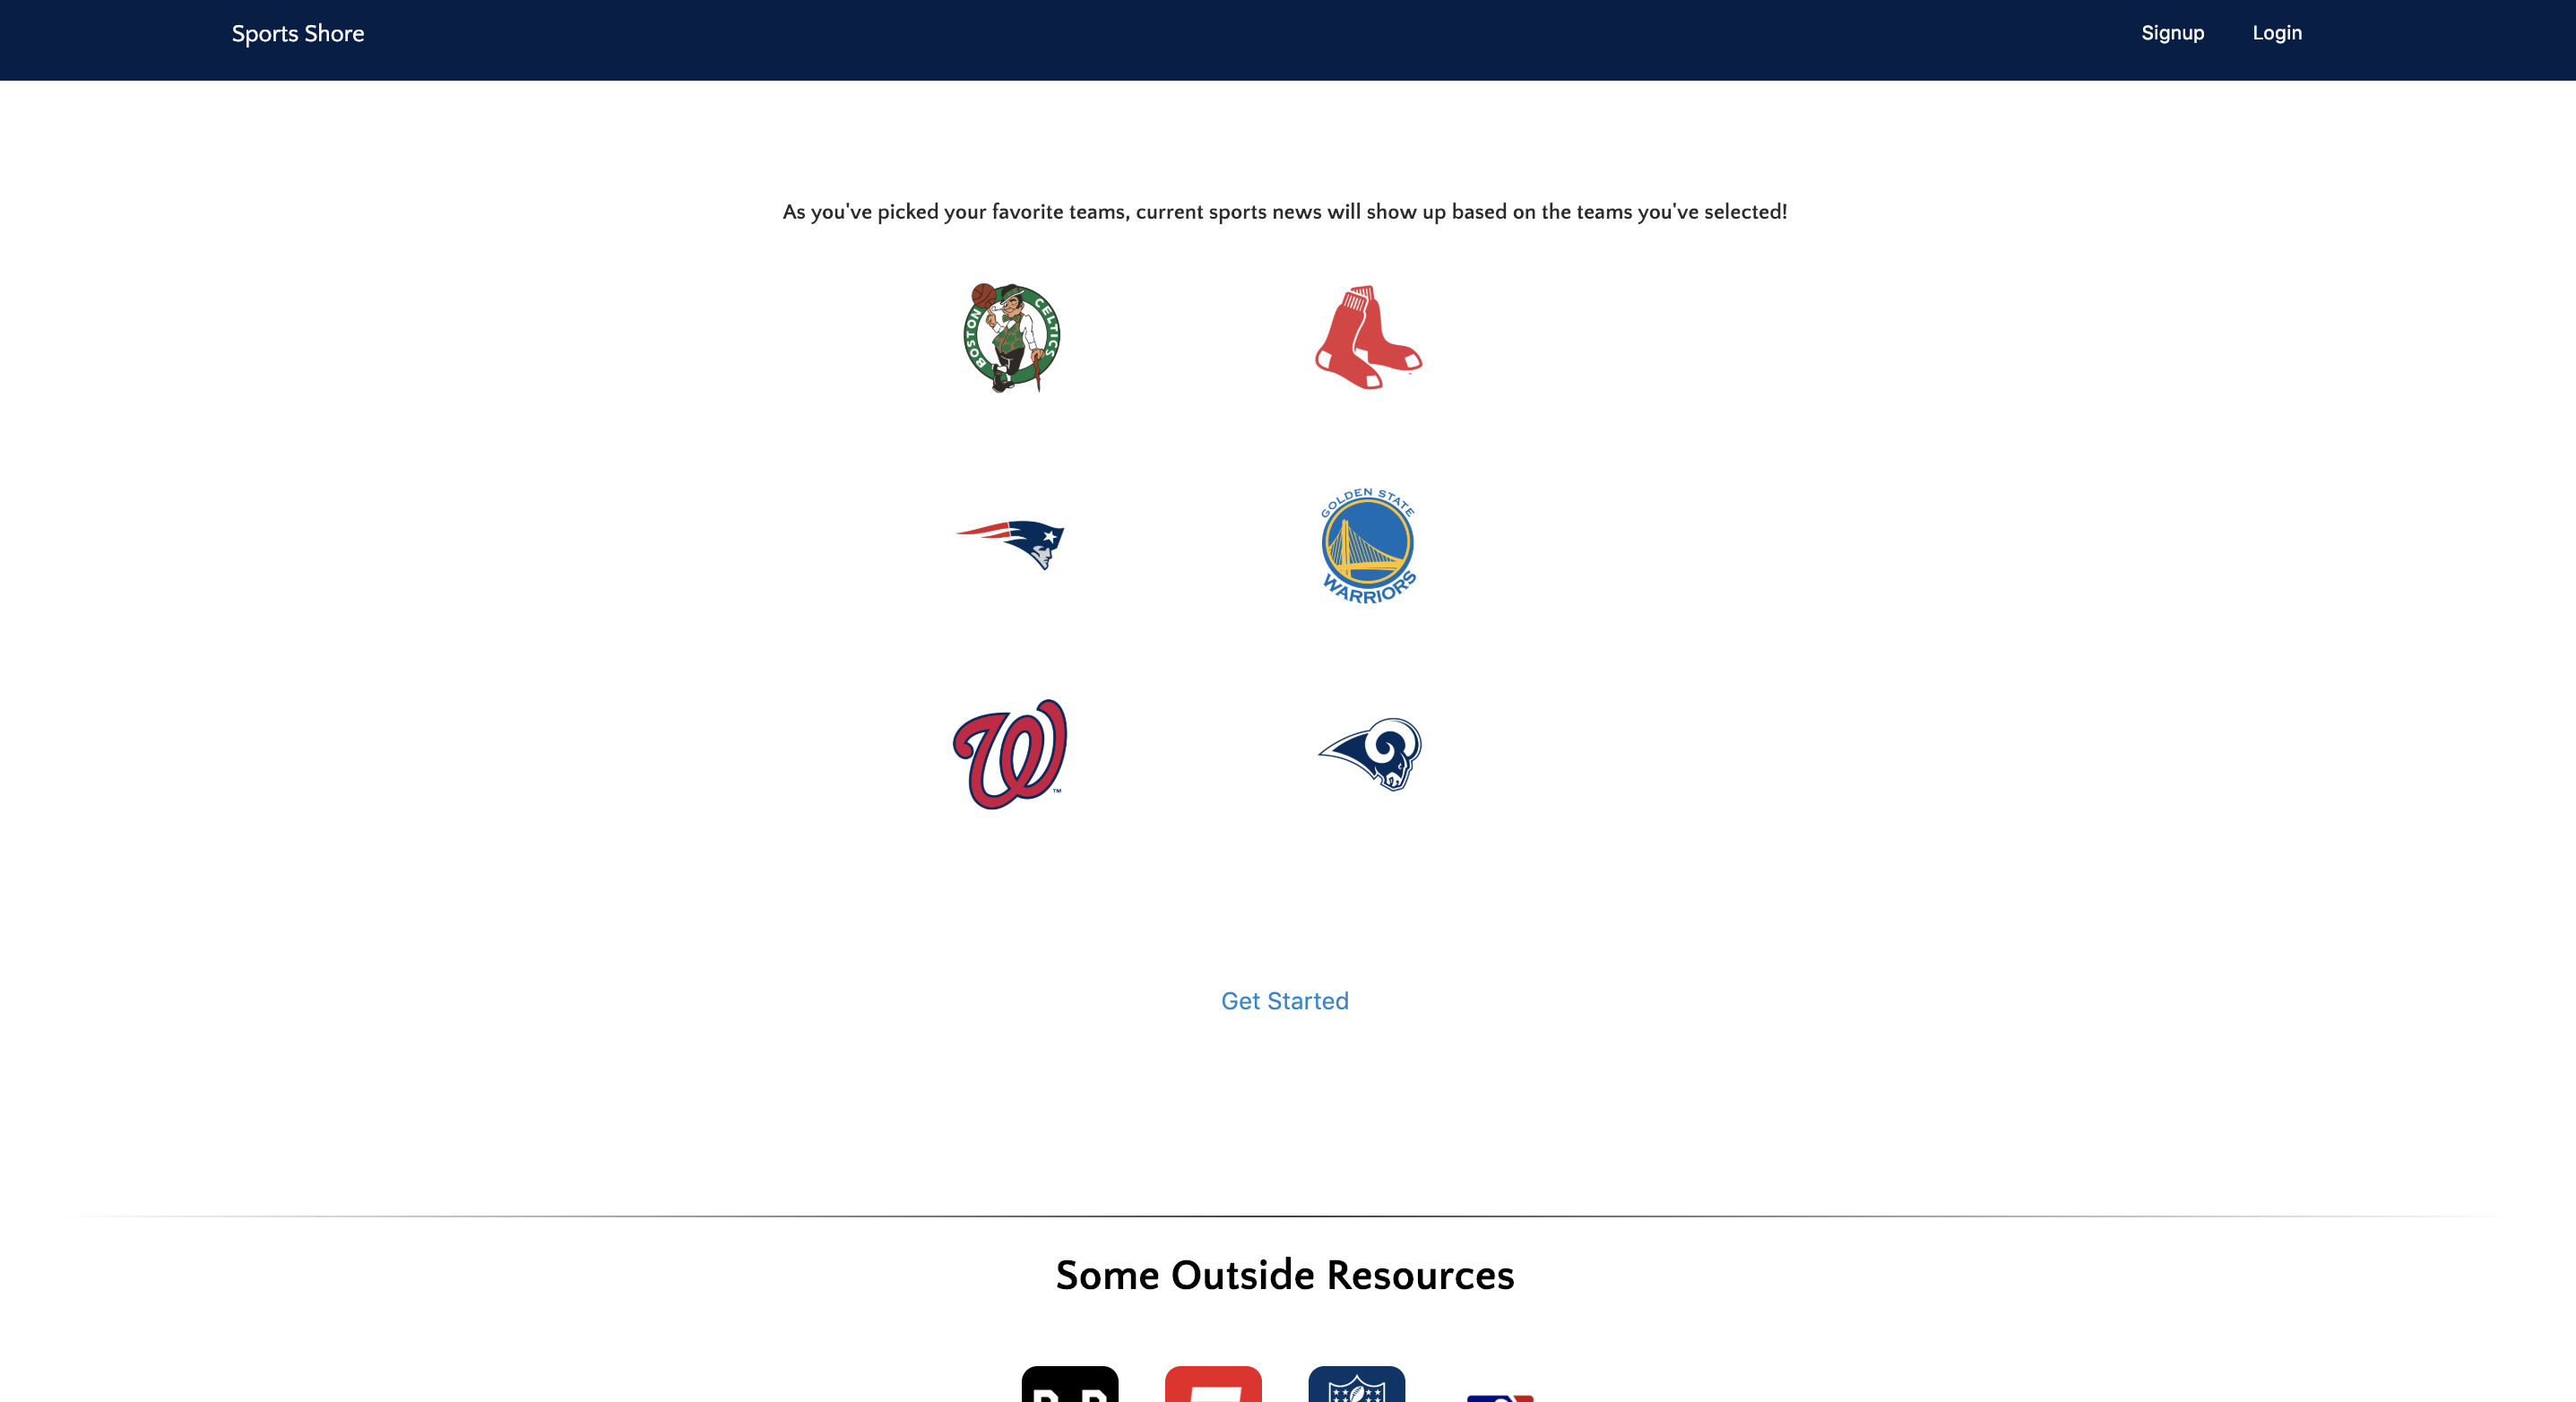 Sports Shore
Signup
Login
As you've picked your favorite teams, current sports news will show up based on the teams you've selected!
BOSTON CELTICS
GOLDEN STATE
WARRIORS
W
TM
Get Started
Some Outside Resources